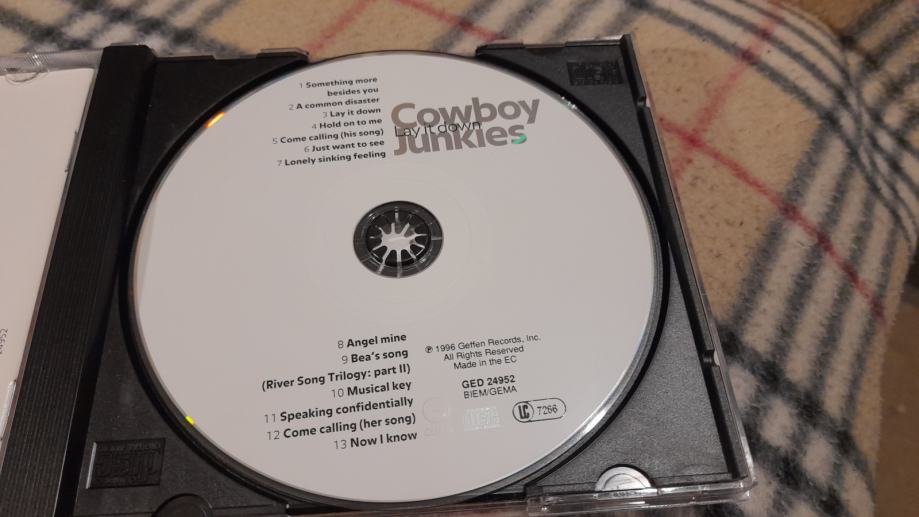 1 Something more
besides you
2 A common disaster
3 Lay it down
4 Hold on to me
5 Come calling (his song)
6 Just want to see
7 Lonely sinking feeling
Cowboy
Lay it down
Junkies
8 Angel mine
9 Bea's song
(River Song Trilogy: part II)
10 Musical key
11 Speaking confidentially
12 Come calling (her song)
13 Now I know
℗ 1996 Geffen Records, Inc.
All Rights Reserved
Made in the EC
GED 24952
BIEM/GEMA
LC 7266
24952